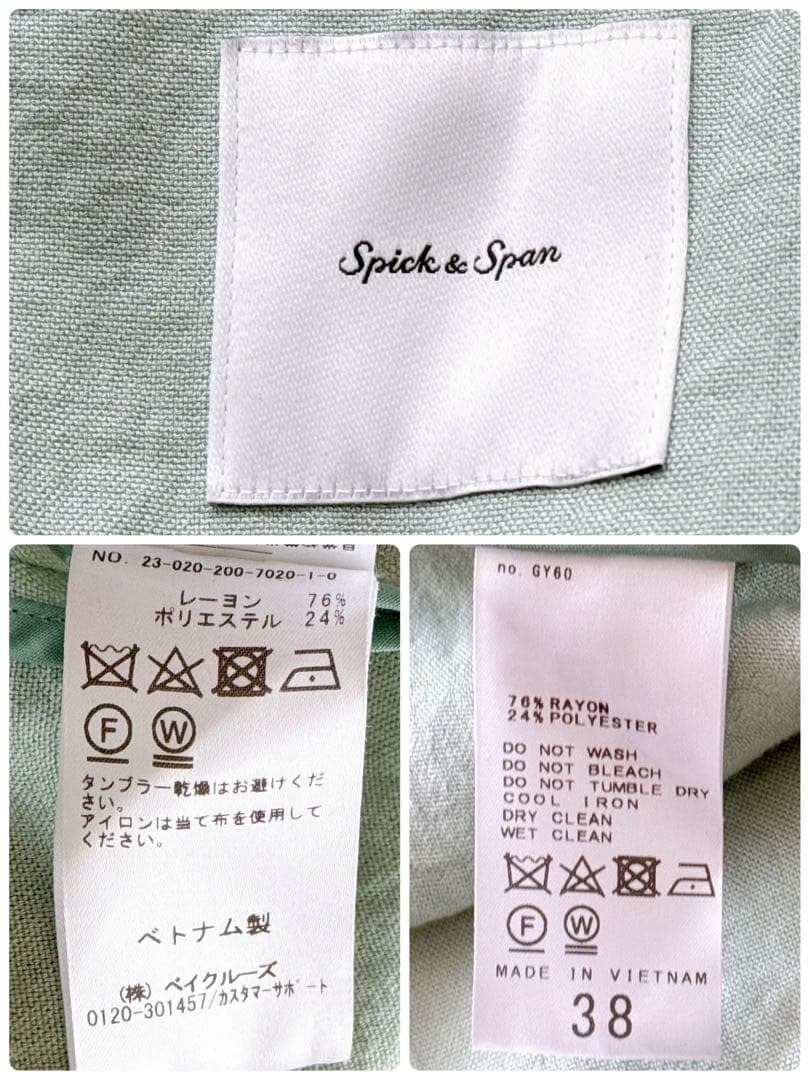 Spick & Span
NO. 23-020-200-7020-1-0
レーヨン 76%
ポリエステル 24%
F W
タンブラー乾燥はお避けくだ
さい。
アイロンは当て布を使用して
ください。
ベトナム製
(株) ベイクルーズ
0120-301457/カスタマーサポート
no. GY60
76% RAYON
24% POLYESTER
DO NOT WASH
DO NOT BLEACH
DO NOT TUMBLE DRY
COOL IRON
DRY CLEAN
WET CLEAN
F W
MADE IN VIETNAM
38